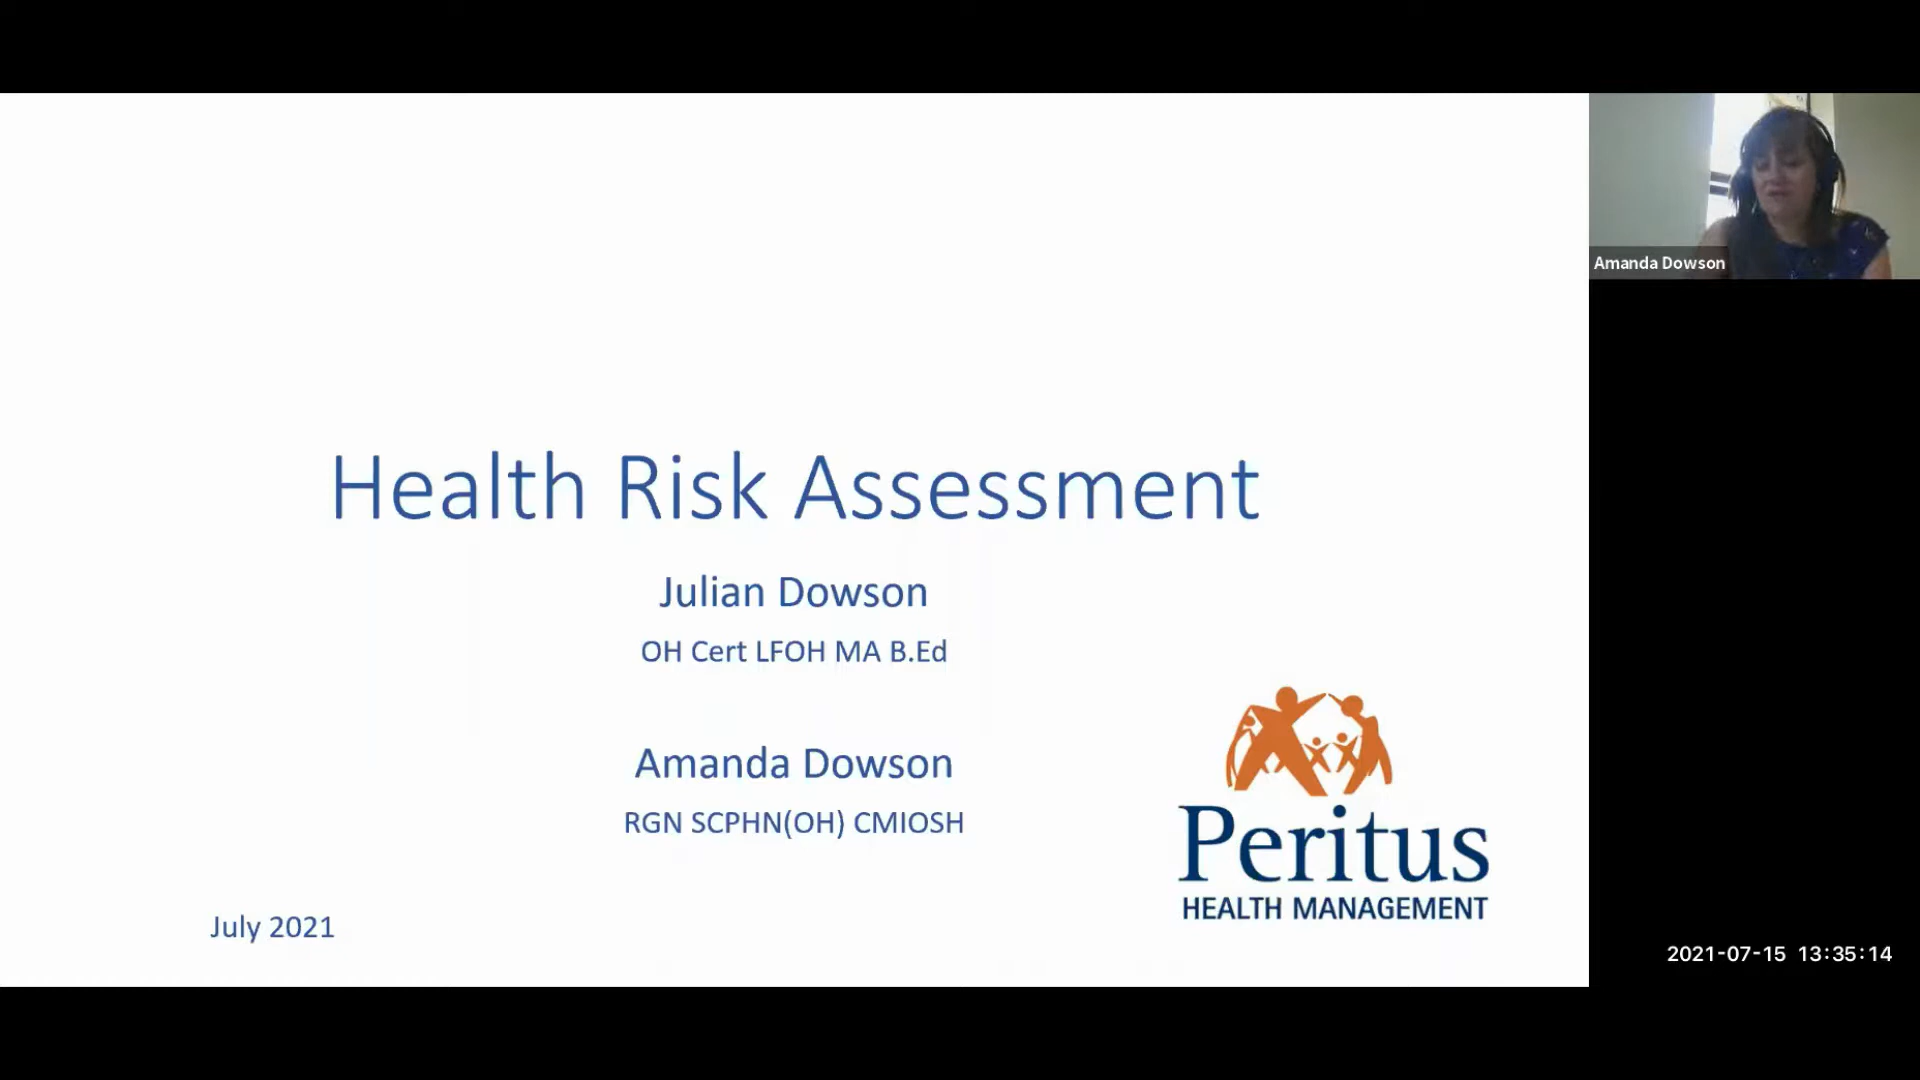 Health Risk Assessment
Julian Dowson
OH Cert LFOH MA B.Ed
Amanda Dowson
RGN SCPHN(OH) CMIOSH
July 2021
Peritus
HEALTH MANAGEMENT
Amanda Dowson
2021-07-15 13:35:14